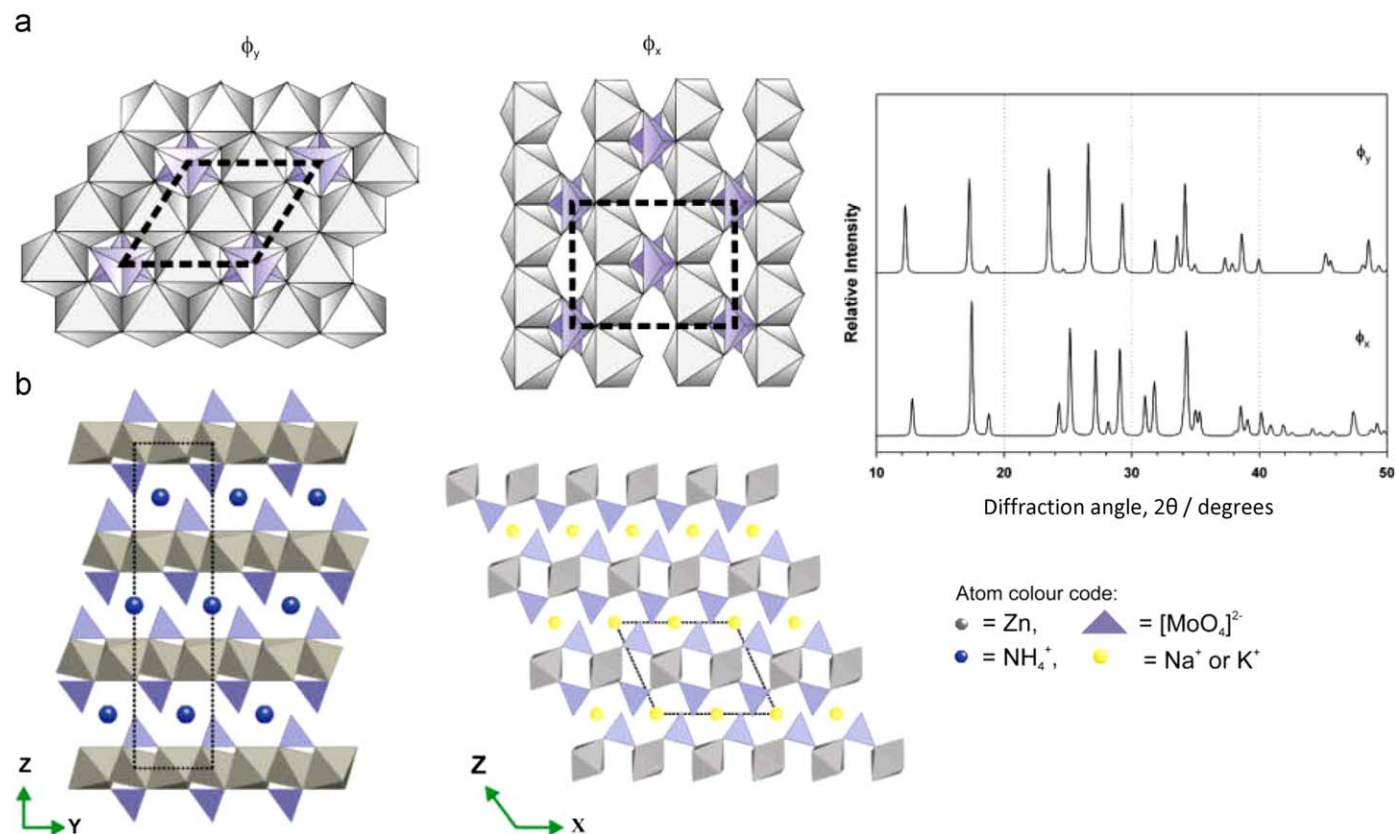 a
ϕy
ϕx
ϕy
ϕx
Relative Intensity
10 20 30 40 50
Diffraction angle, 2θ / degrees
b
Z
Y
Z
X
Atom colour code:
= Zn, = [MoO₄]²⁻
= NH₄⁺, = Na⁺ or K⁺